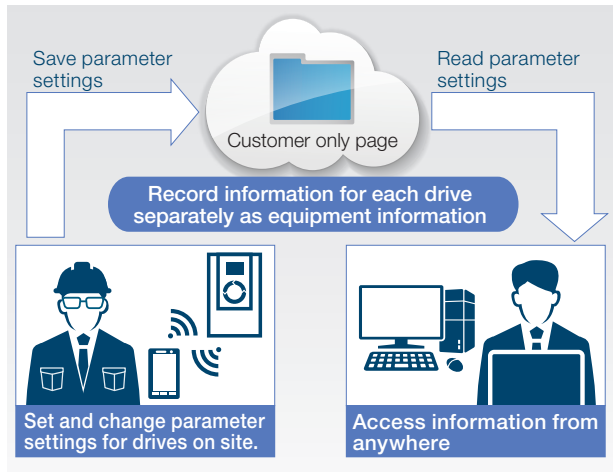 Save parameter
settings
Read parameter
settings
Customer only page
Record information for each drive
separately as equipment information
Set and change parameter
settings for drives on site.
Access information from
anywhere